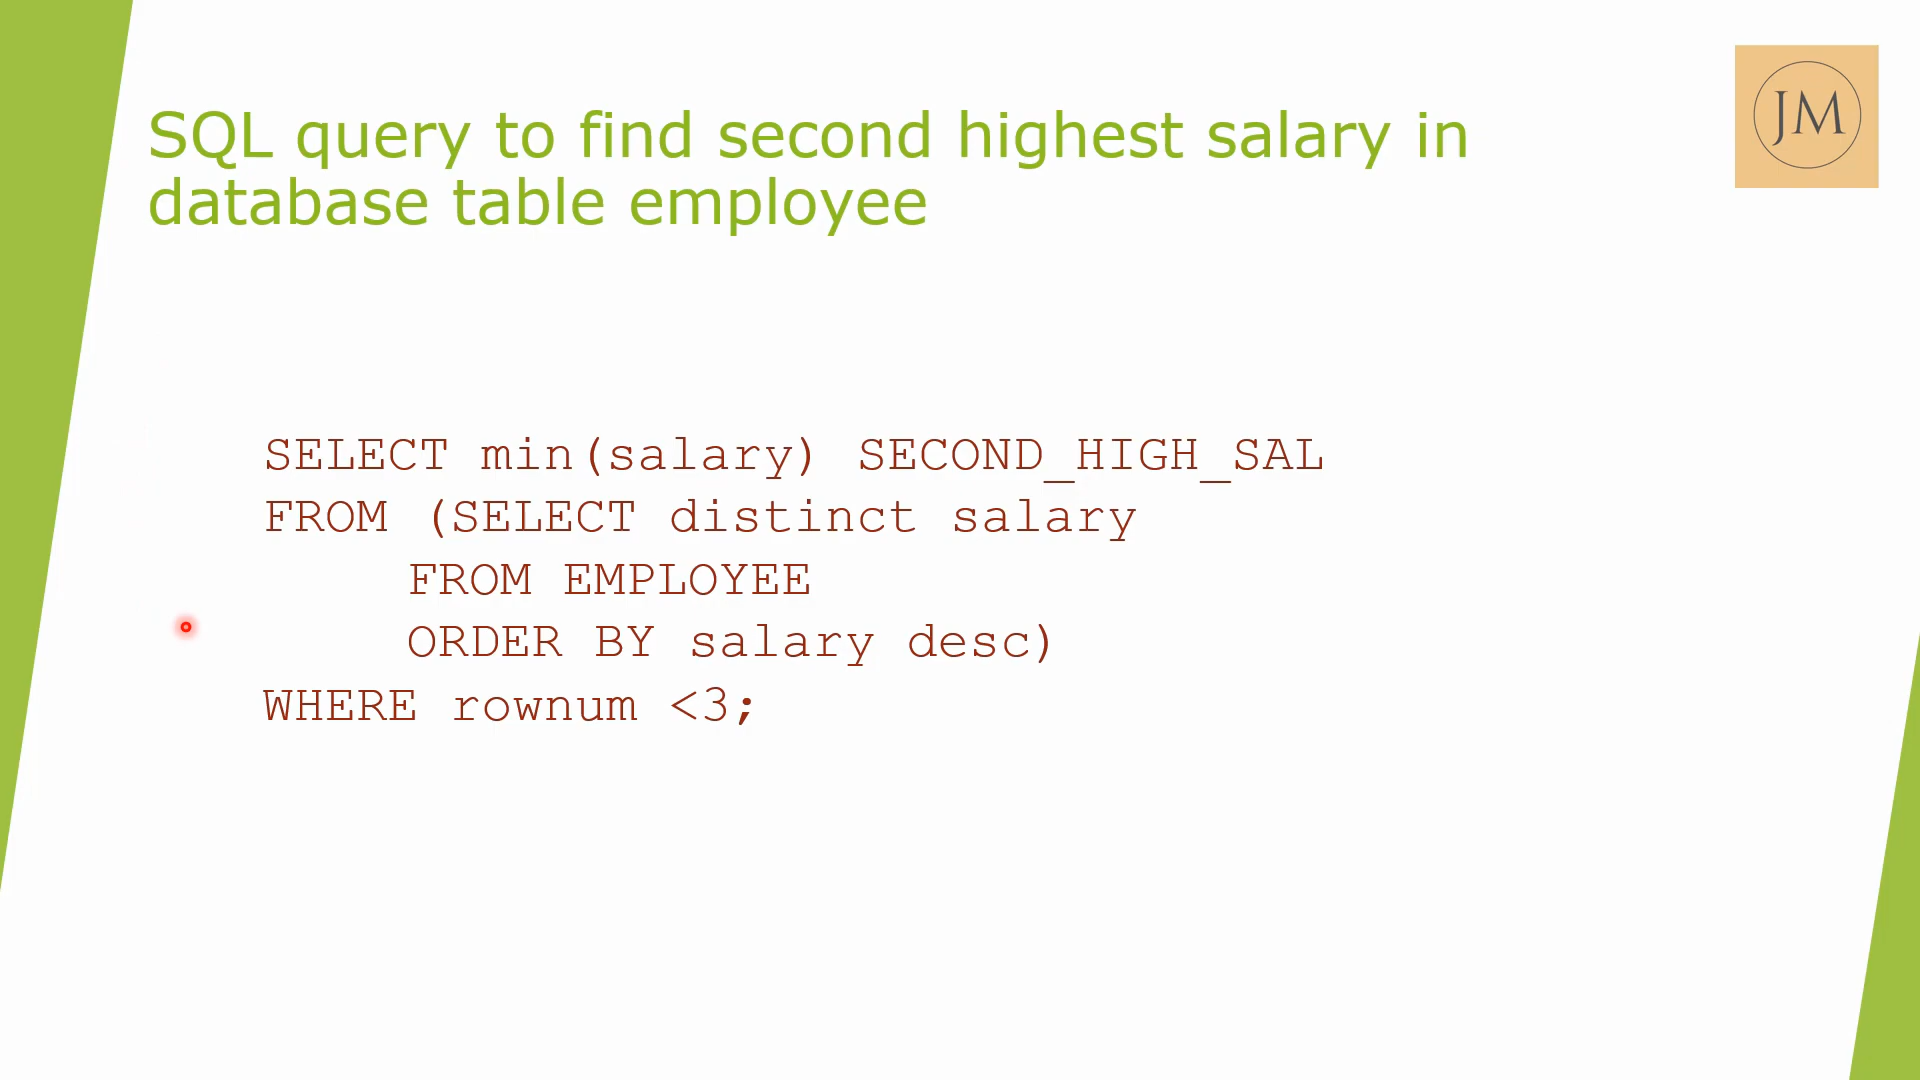 SQL query to find second highest salary in
database table employee
JM
SELECT min(salary) SECOND_HIGH_SAL
FROM (SELECT distinct salary
FROM EMPLOYEE
ORDER BY salary desc)
WHERE rownum <3;